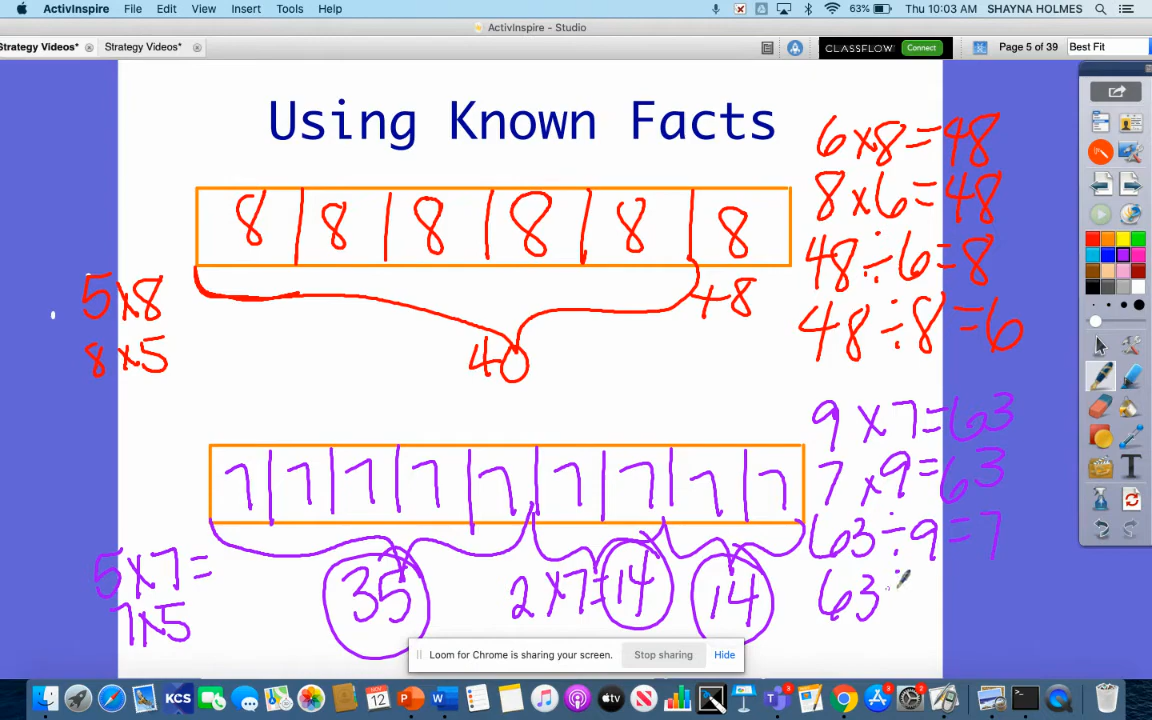 ActivInspire File Edit View Insert Tools Help 63% Thu 10:03 AM SHAYNA HOLMES
ActivInspire - Studio
Strategy Videos* Strategy Videos* CLASSFLOW Connect Page 5 of 39 Best Fit
Using Known Facts
8 8 8 8 8 8
5x8
8x5
40
+8
6x8=48
8x6=48
48÷6=8
48÷8=6
7 7 7 7 7 7 7 7 7
5x7=
7x5
35
2x7=14
14
9x7=63
7x9=63
63÷9=7
63÷
Loom for Chrome is sharing your screen. Stop sharing Hide
KCS NOV 12 tv